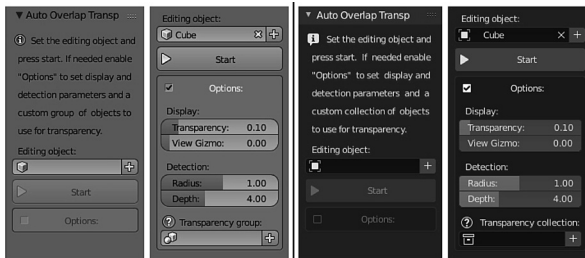 Auto Overlap Transp
Set the editing object and
press start. If needed enable
"Options" to set display and
detection parameters and a
custom group of objects to
use for transparency.
Editing object:
Start
Options:
Editing object:
Cube
Start
Options:
Display:
Transparency: 0.10
View Gizmo: 0.00
Detection:
Radius: 1.00
Depth: 4.00
Transparency group:
Auto Overlap Transp
Set the editing object and
press start. If needed enable
"Options" to set display and
detection parameters and a
custom collection of objects
to use for transparency.
Editing object:
Start
Options:
Editing object:
Cube
Start
Options:
Display:
Transparency: 0.10
View Gizmo: 0.00
Detection:
Radius: 1.00
Depth: 4.00
Transparency collection: